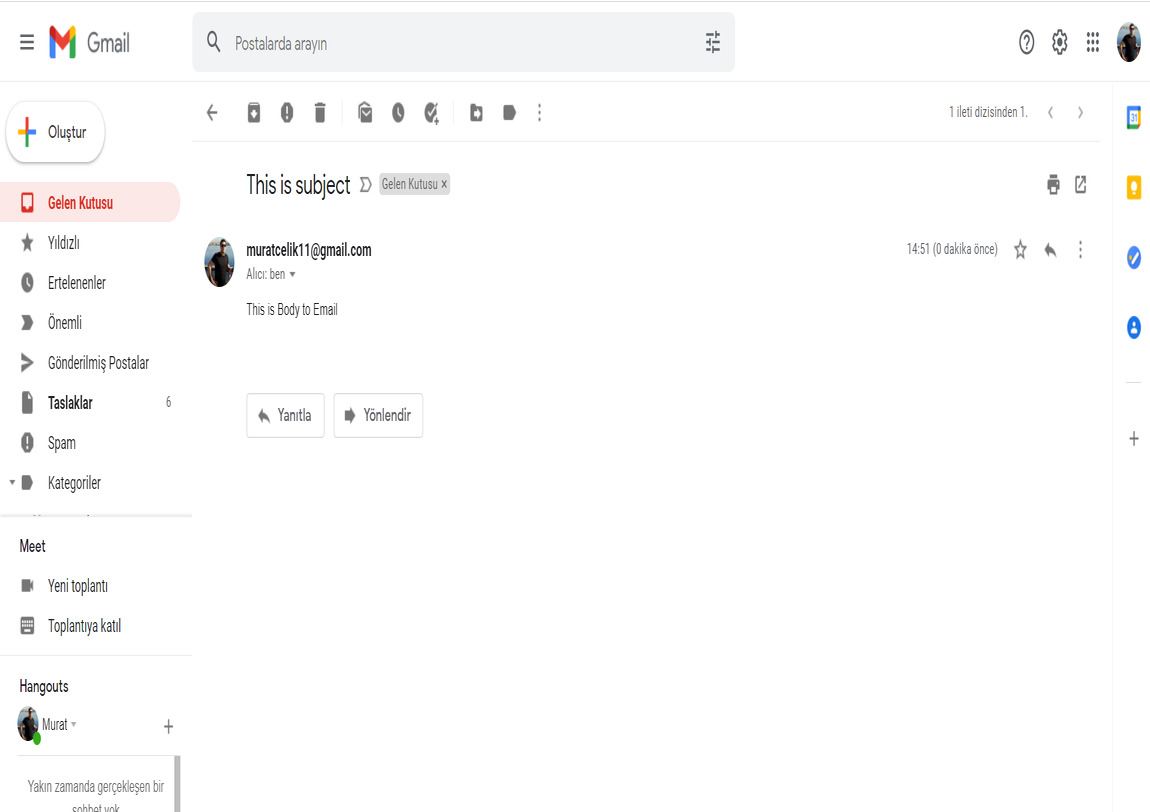 Gmail
Postalarda arayın
Oluştur
1 ileti dizisinden 1.
31
This is subject
Gelen Kutusu ×
Gelen Kutusu
Yıldızlı
Ertelenenler
Önemli
Gönderilmiş Postalar
Taslaklar 6
Spam
Kategoriler
muratcelik11@gmail.com
14:51 (0 dakika önce)
Alıcı: ben
This is Body to Email
Yanıtla
Yönlendir
Meet
Yeni toplantı
Toplantıya katıl
Hangouts
Murat
Yakın zamanda gerçekleşen bir
sohbet yok